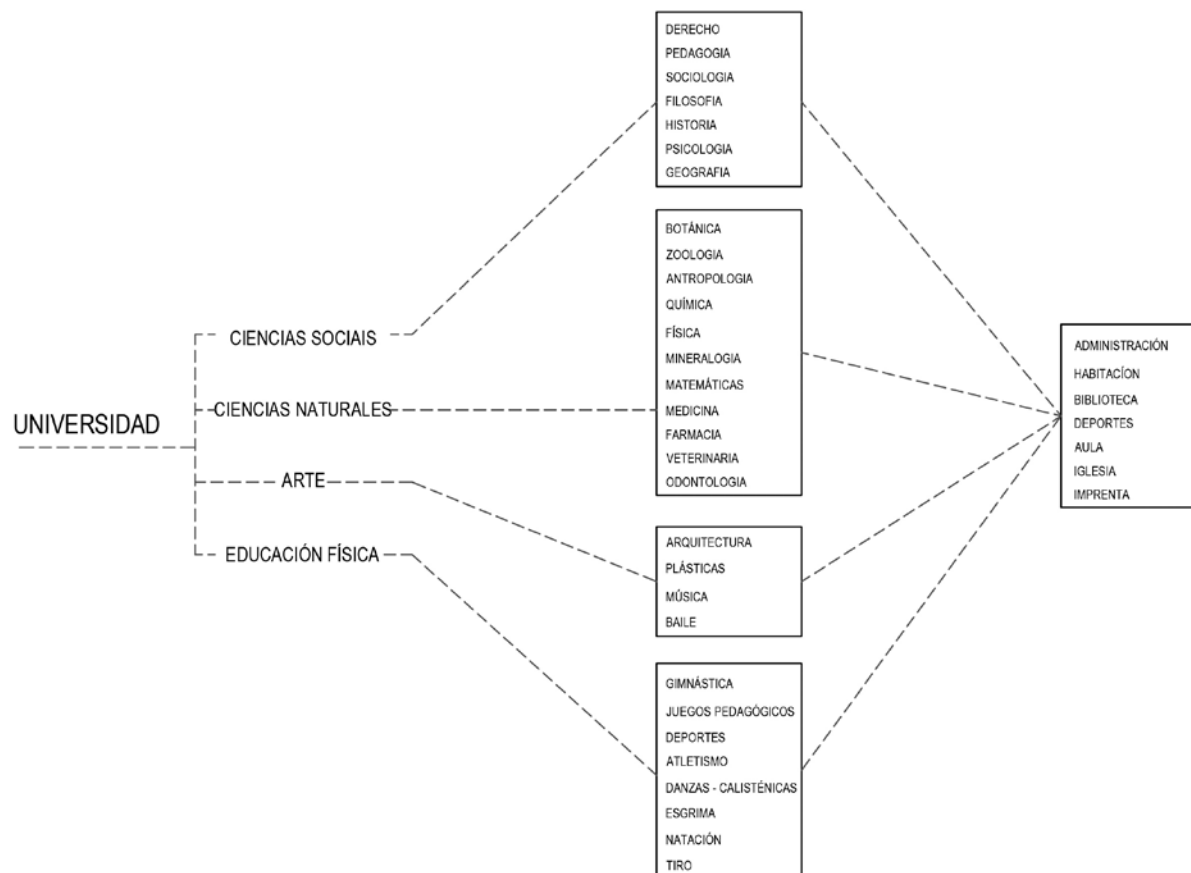 UNIVERSIDAD
CIENCIAS SOCIAIS
CIENCIAS NATURALES
ARTE
EDUCACIÓN FÍSICA
DERECHO
PEDAGOGIA
SOCIOLOGIA
FILOSOFIA
HISTORIA
PSICOLOGIA
GEOGRAFIA
BOTÁNICA
ZOOLOGIA
ANTROPOLOGIA
QUÍMICA
FÍSICA
MINERALOGIA
MATEMÁTICAS
MEDICINA
FARMACIA
VETERINARIA
ODONTOLOGIA
ARQUITECTURA
PLÁSTICAS
MÚSICA
BAILE
GIMNÁSTICA
JUEGOS PEDAGÓGICOS
DEPORTES
ATLETISMO
DANZAS - CALISTÉNICAS
ESGRIMA
NATACIÓN
TIRO
ADMINISTRACIÓN
HABITACÍON
BIBLIOTECA
DEPORTES
AULA
IGLESIA
IMPRENTA